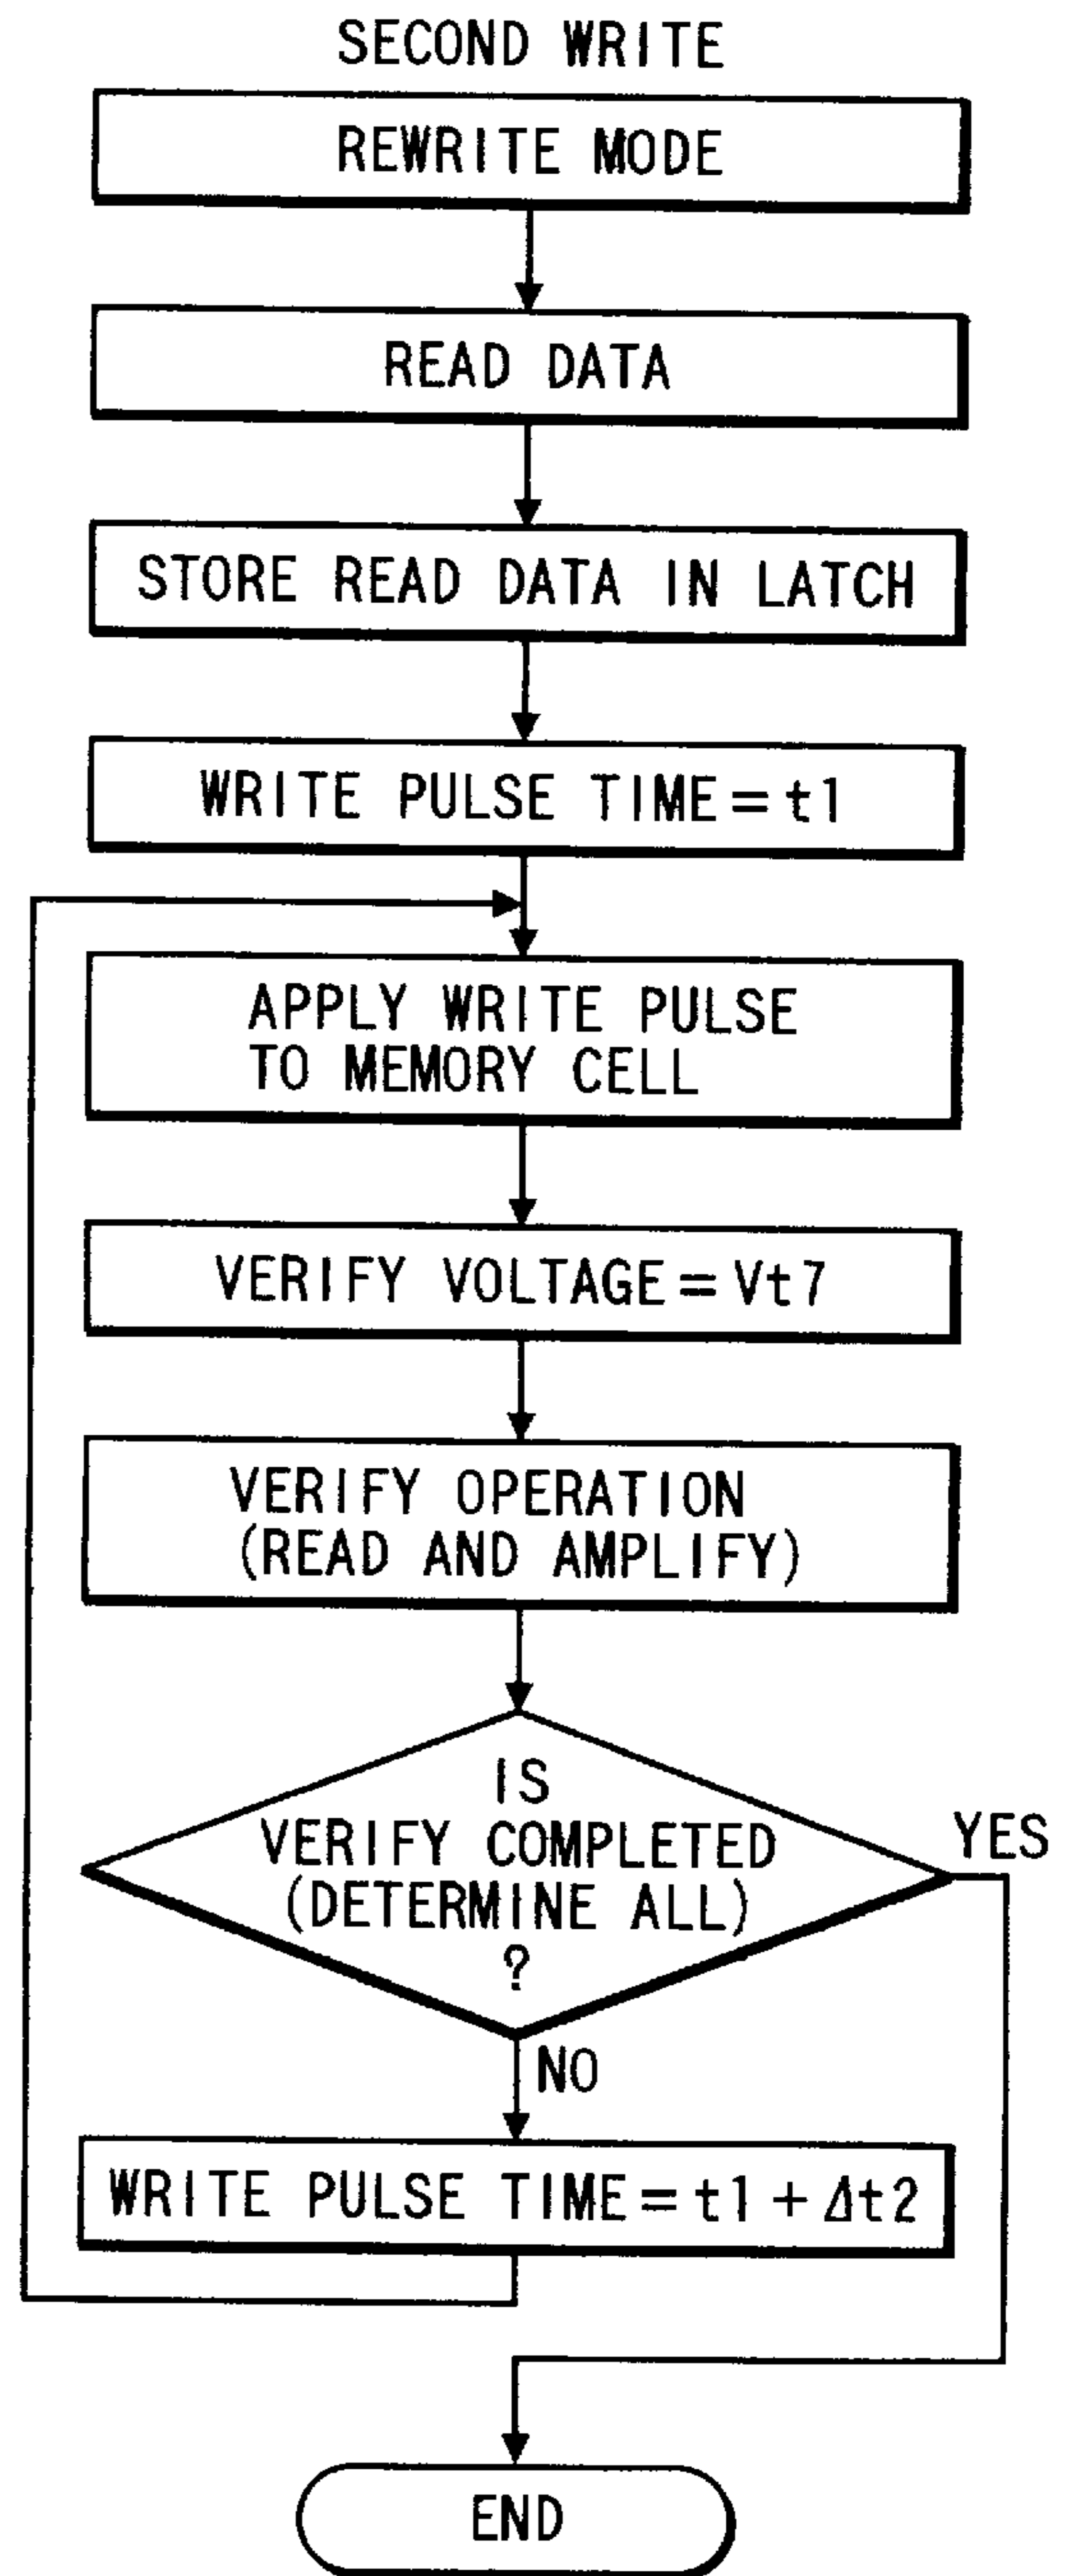 SECOND WRITE
REWRITE MODE
READ DATA
STORE READ DATA IN LATCH
WRITE PULSE TIME = t1
APPLY WRITE PULSE
TO MEMORY CELL
VERIFY VOLTAGE = Vt7
VERIFY OPERATION
(READ AND AMPLIFY)
IS
VERIFY COMPLETED
(DETERMINE ALL)
?
YES
NO
WRITE PULSE TIME = t1 + Δt2
END